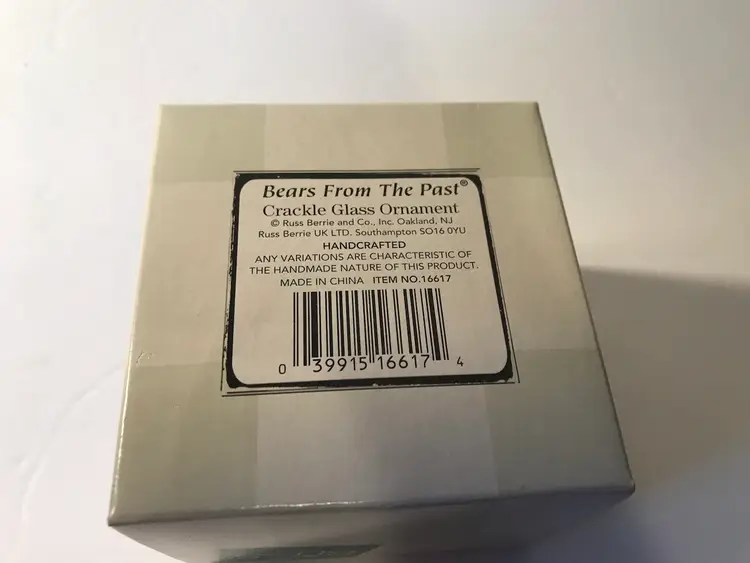 Bears From The Past®
Crackle Glass Ornament
© Russ Berrie and Co., Inc. Oakland, NJ
Russ Berrie UK LTD. Southampton SO16 0YU
HANDCRAFTED
ANY VARIATIONS ARE CHARACTERISTIC OF
THE HANDMADE NATURE OF THIS PRODUCT.
MADE IN CHINA ITEM NO.16617
0 39915 16617 4